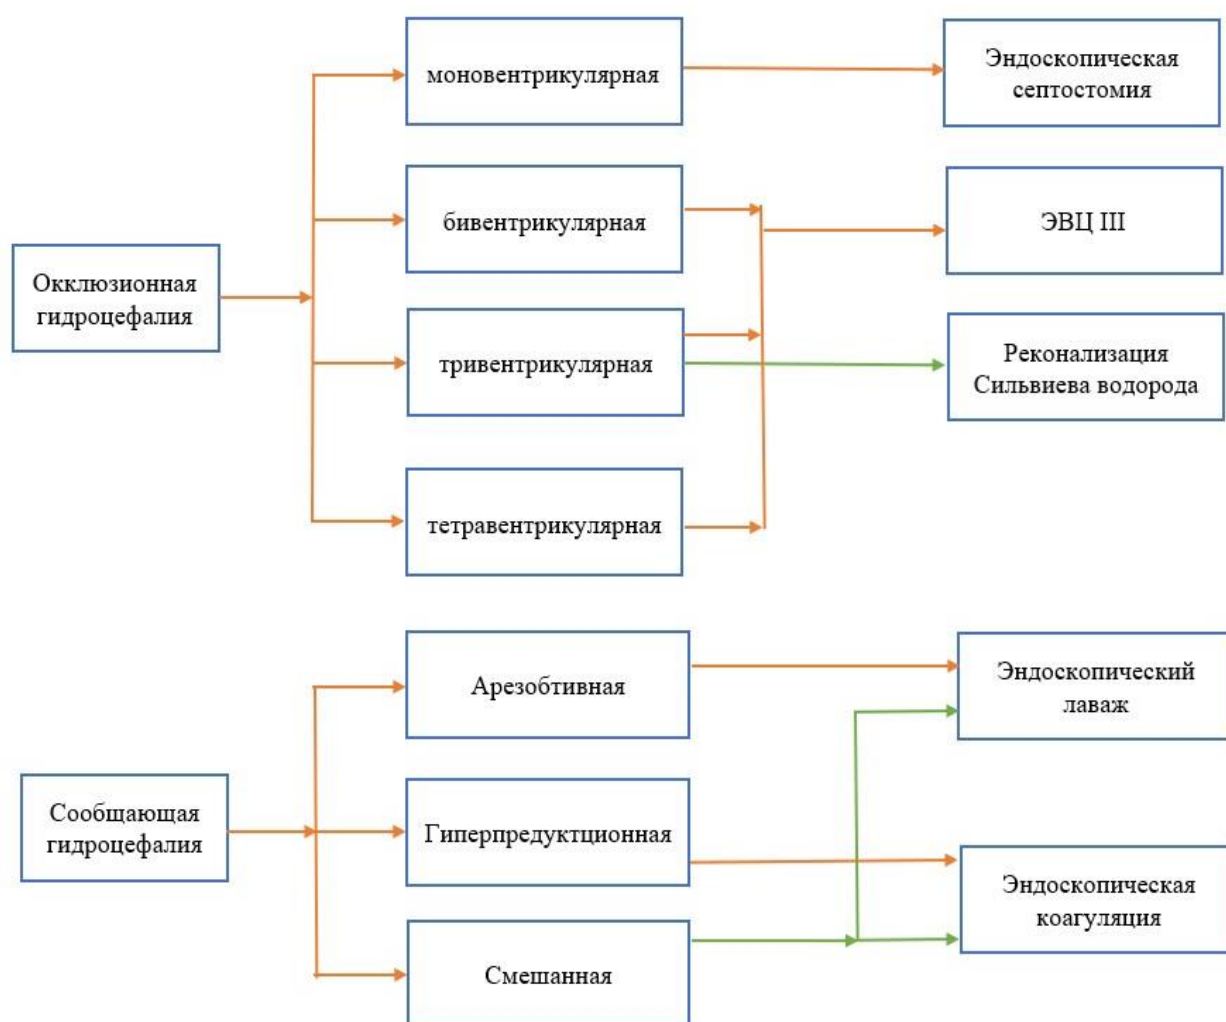 моновентрикулярная
Эндоскопическая
септостомия
бивентрикулярная
ЭВЦ III
Окклюзионная
гидроцефалия
тривентрикулярная
Реконализация
Сильвиева водорода
тетравентрикулярная
Арезобтивная
Эндоскопический
лаваж
Сообщающая
гидроцефалия
Гиперпредуктционная
Эндоскопическая
коагуляция
Смешанная